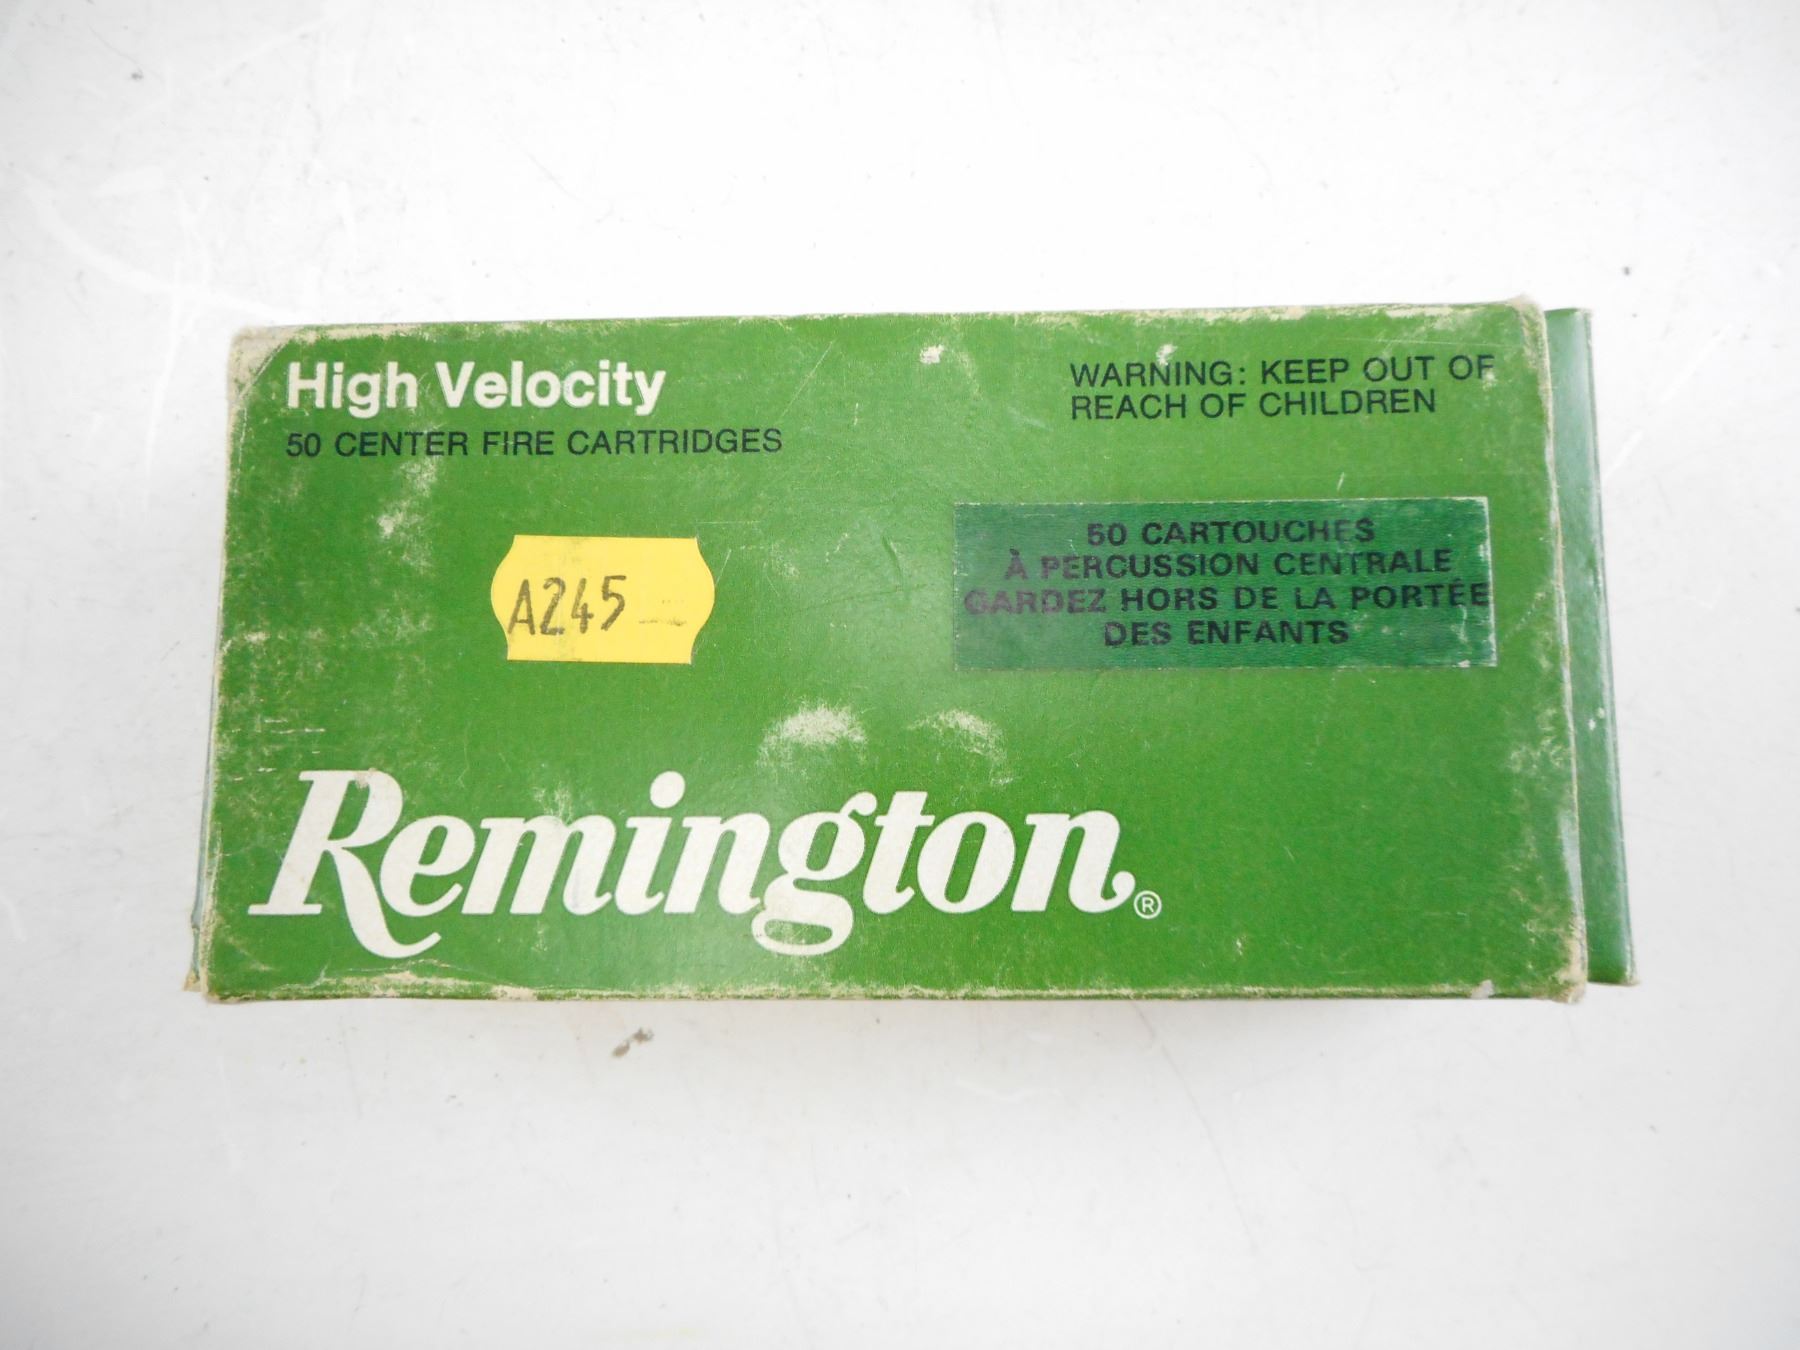 High Velocity
50 CENTER FIRE CARTRIDGES
WARNING: KEEP OUT OF
REACH OF CHILDREN
A245
50 CARTOUCHES
À PERCUSSION CENTRALE
GARDEZ HORS DE LA PORTÉE
DES ENFANTS
Remington®